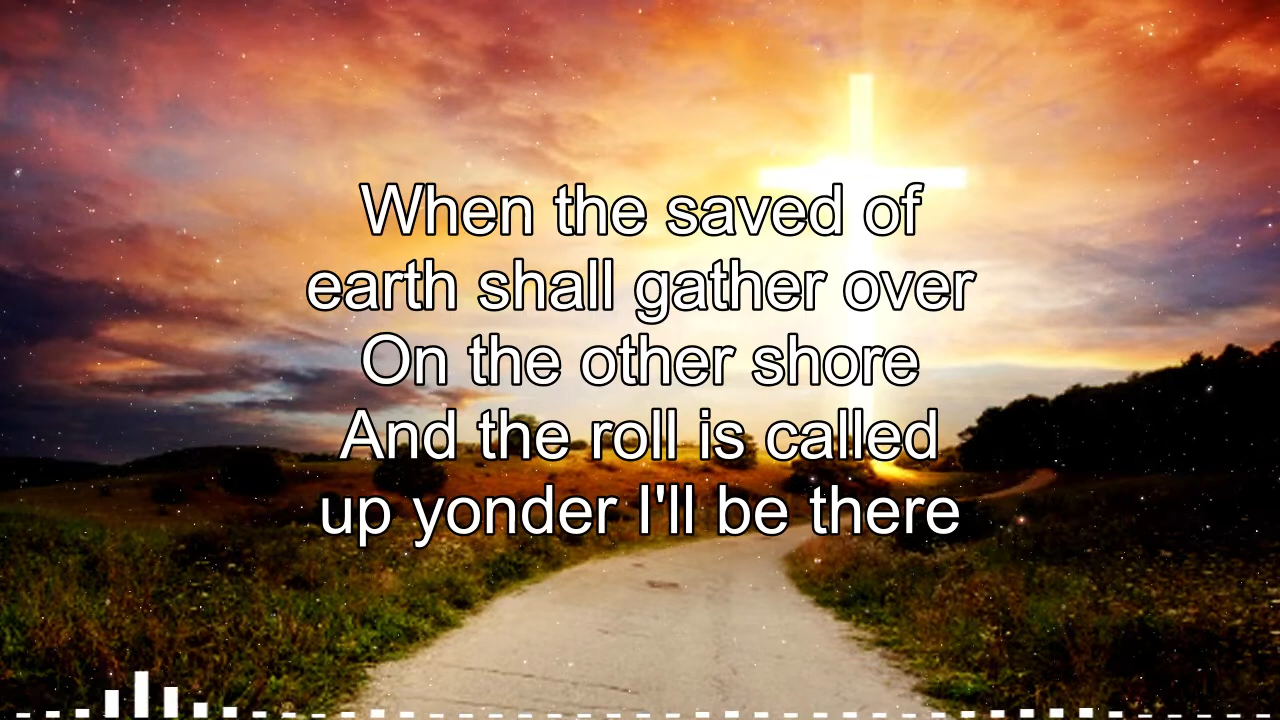 When the saved of
earth shall gather over
On the other shore
And the roll is called
up yonder I'll be there